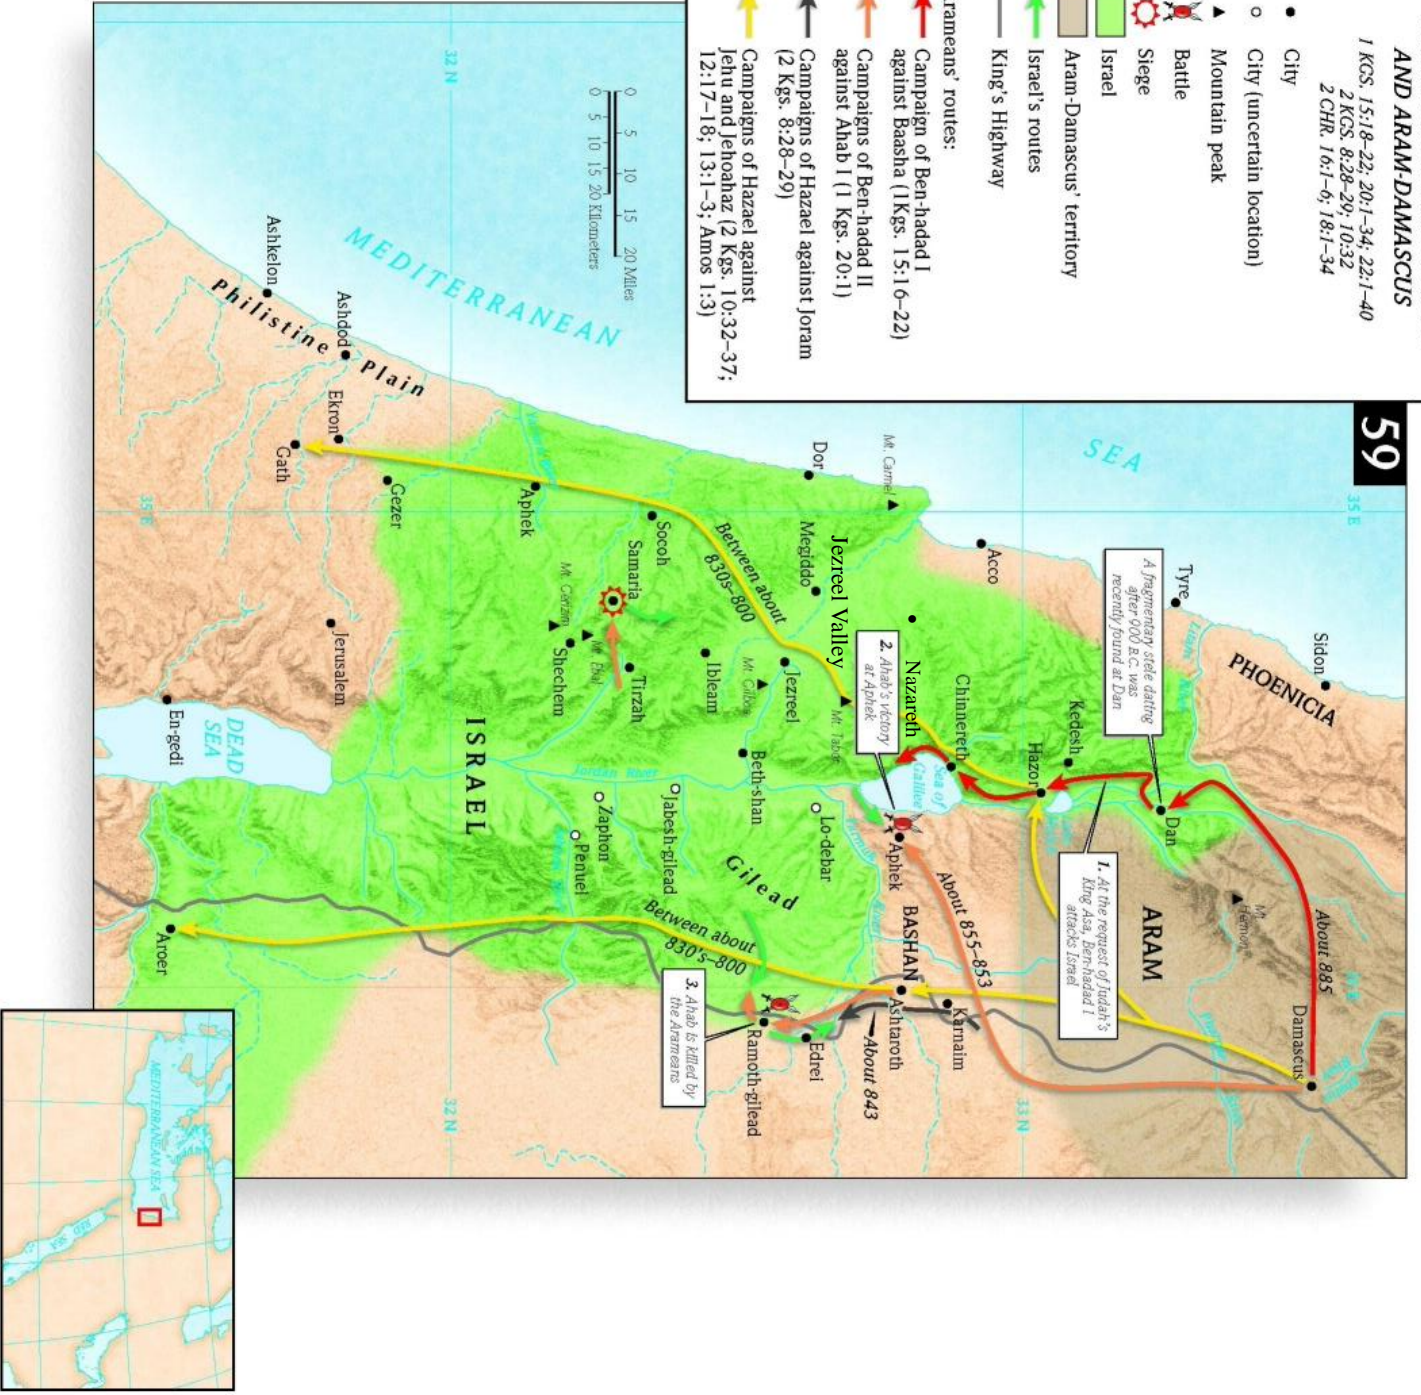 AND ARAM-DAMASCUS
1 KGS. 15:18–22; 20:1–34; 22:1–40
2 KGS. 8:28–29; 10:32
2 CHR. 16:1–6; 18:1–34
City
City (uncertain location)
Mountain peak
Battle
Siege
Israel
Aram-Damascus' territory
Israel's routes
King's Highway
rameans' routes:
Campaign of Ben-hadad I
against Baasha (1Kgs. 15:16–22)
Campaigns of Ben-hadad II
against Ahab I (1 Kgs. 20:1)
Campaigns of Hazael against Joram
(2 Kgs. 8:28–29)
Campaigns of Hazael against
Jehu and Jehoahaz (2 Kgs. 10:32–37;
12:17–18; 13:1–3; Amos 1:3)
59
0 5 10 15 20 Miles
0 5 10 15 20 Kilometers
MEDITERRANEAN
SEA
35 E
Sidon
PHOENICIA
Tyre
A fragmentary stele dating
after 900 B.C. was
recently found at Dan
Dan
Mt. Hermon
About 885
Damascus
ARAM
1. At the request of Judah's
King Asa, Ben-hadad I
attacks Israel
Kedesh
Hazor
33 N
Acco
Chinnereth
Sea of
Galilee
Nazareth
2. Ahab's victory
at Aphek
Aphek
About 855–853
BASHAN
Karnaim
Ashtaroth
About 843
Mt. Carmel
Dor
Jezreel Valley
Megiddo
Mt. Tabor
Lo-debar
Edrei
Jezreel
Mt. Gilboa
Beth-shan
Gilead
Ramoth-gilead
3. Ahab is killed by
the Arameans
Between about
830s–800
Ibleam
Jabesh-gilead
Between about
830's–800
Socoh
Samaria
Tirzah
Jordan River
Zaphon
Mt. Ebal
Mt. Gerizim
Shechem
Penuel
Aphek
ISRAEL
32 N
32 N
Gezer
Philistine Plain
Ashdod
Ekron
Jerusalem
Ashkelon
Gath
DEAD
SEA
En-gedi
Aroer
35 E
MEDITERRANEAN SEA
RED SEA